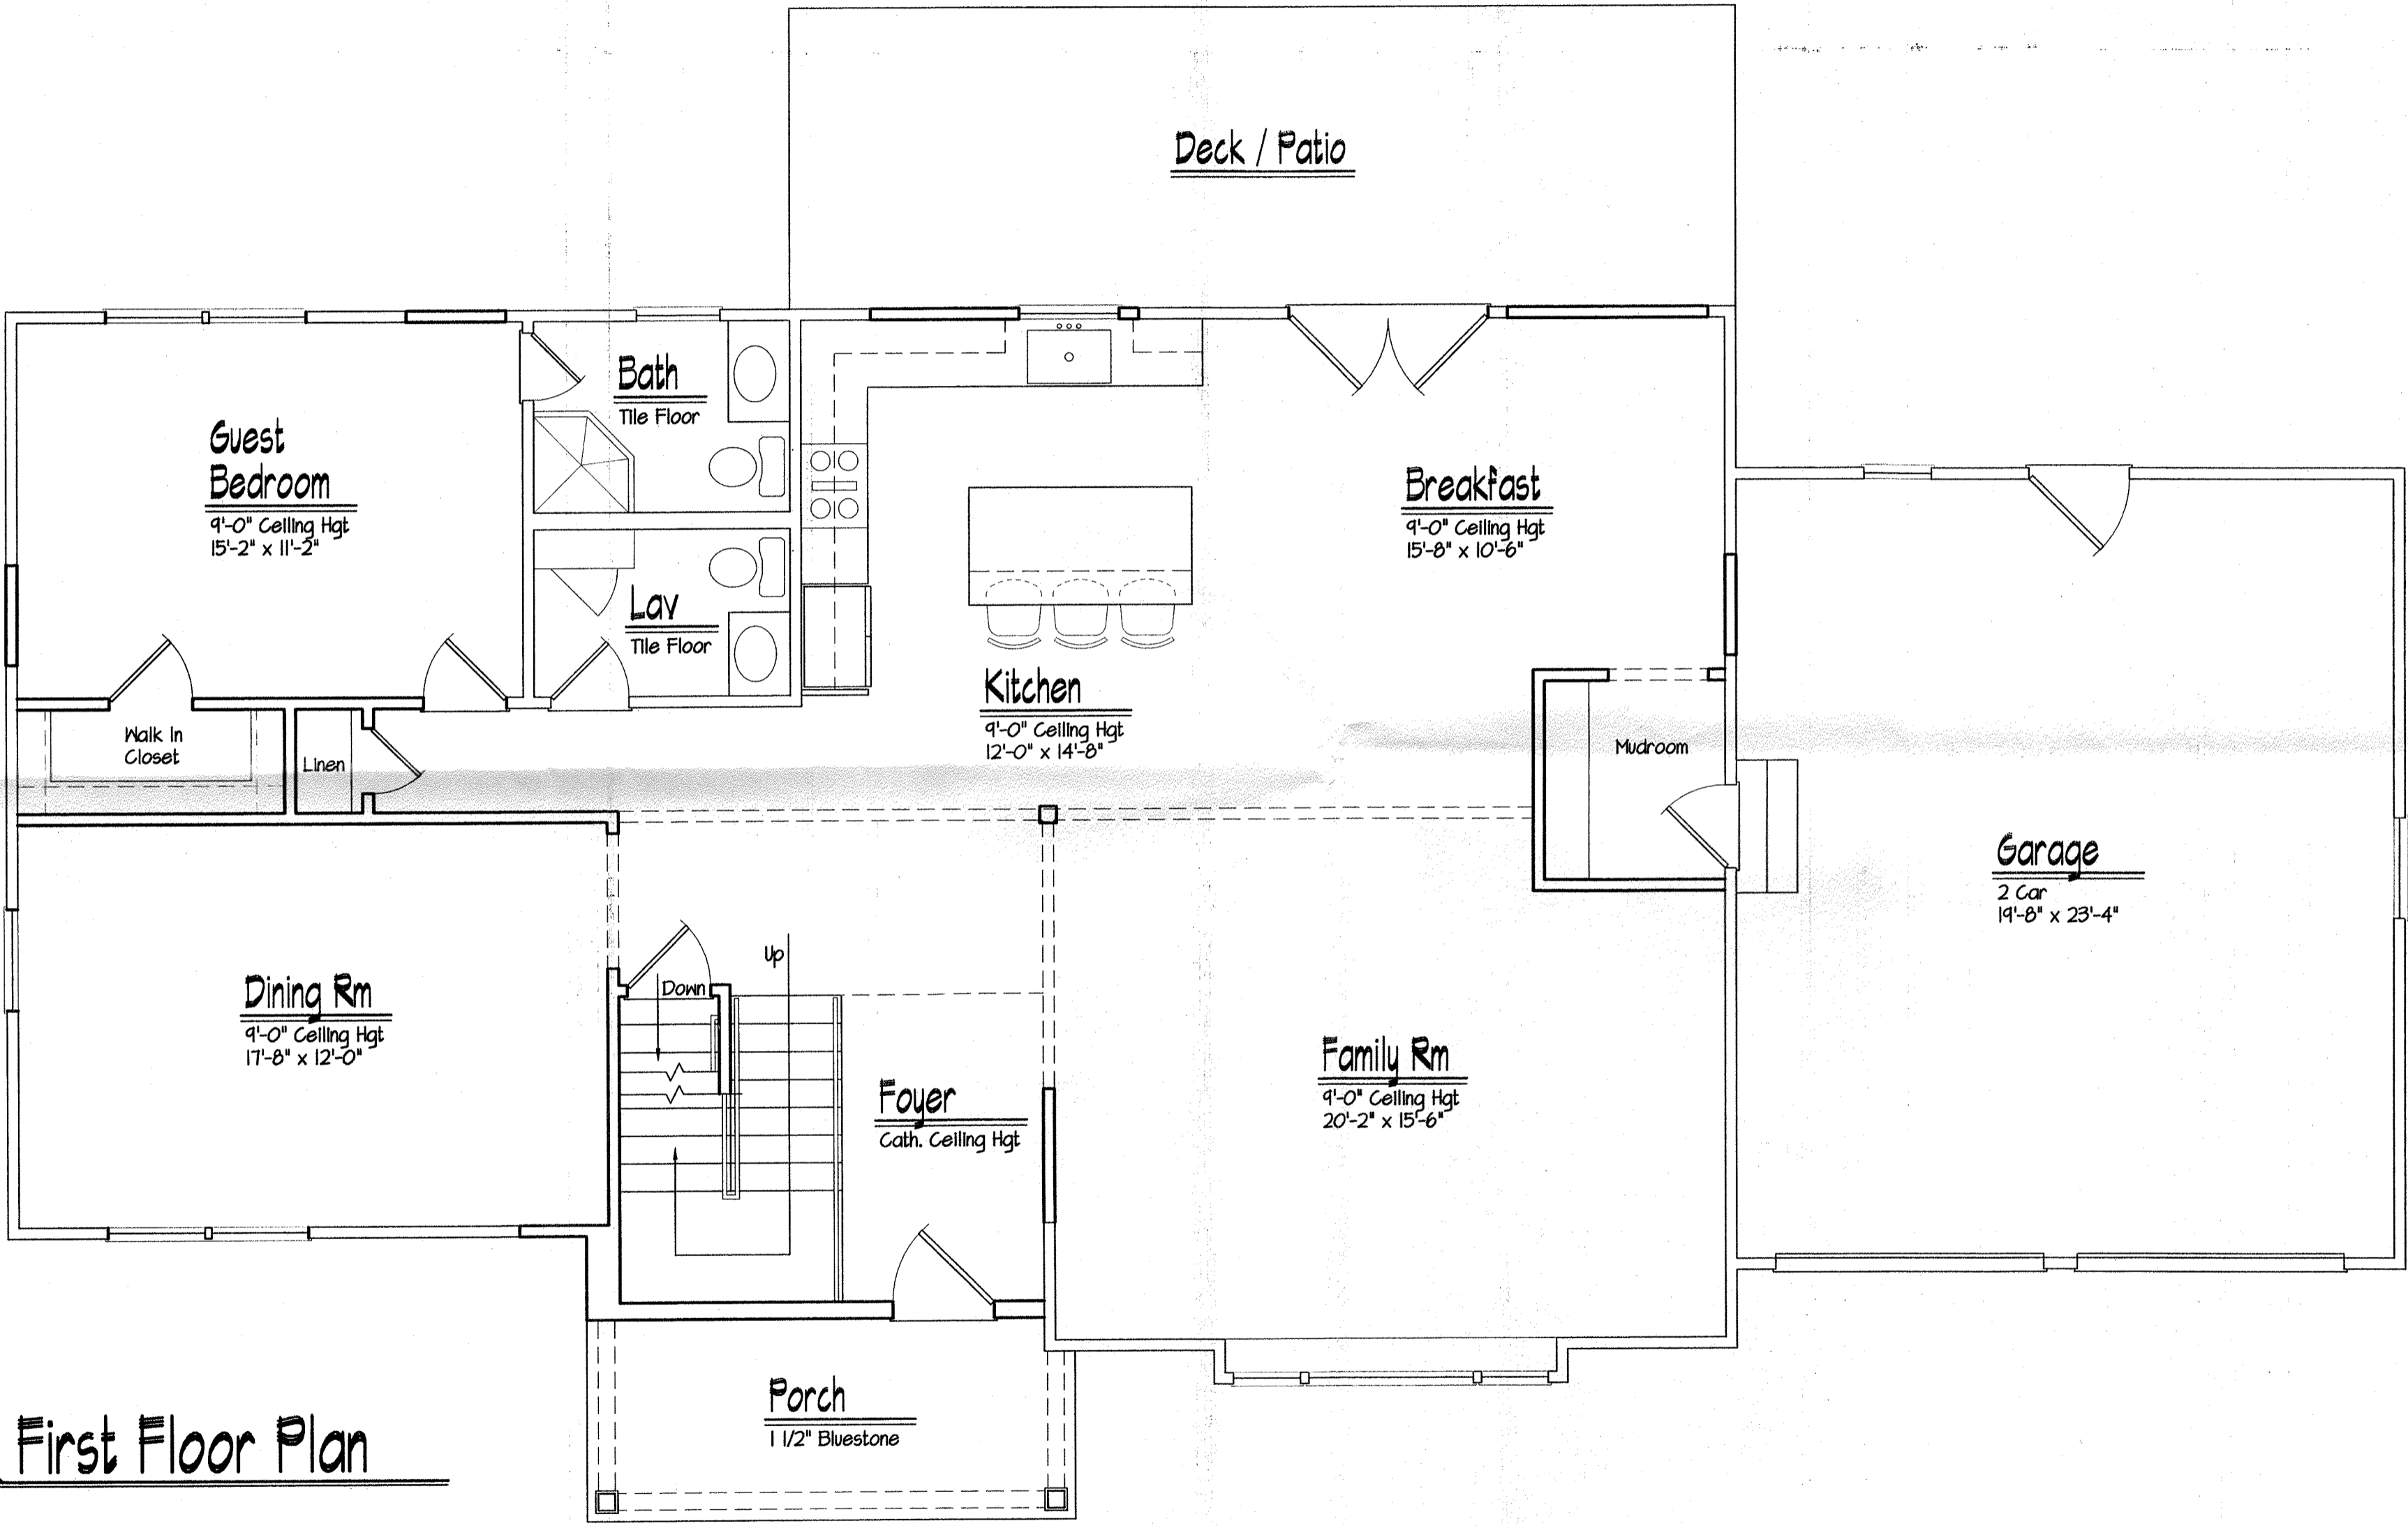 Deck / Patio
Guest
Bedroom
9'-0" Ceiling Hgt
15'-2" x 11'-2"
Bath
Tile Floor
Lav
Tile Floor
Breakfast
9'-0" Ceiling Hgt
15'-8" x 10'-6"
Kitchen
9'-0" Ceiling Hgt
12'-0" x 14'-8"
Walk In
Closet
Linen
Mudroom
Garage
2 Car
19'-8" x 23'-4"
Dining Rm
9'-0" Ceiling Hgt
17'-8" x 12'-0"
Up
Down
Foyer
Cath. Ceiling Hgt
Family Rm
9'-0" Ceiling Hgt
20'-2" x 15'-6"
Porch
1 1/2" Bluestone
First Floor Plan